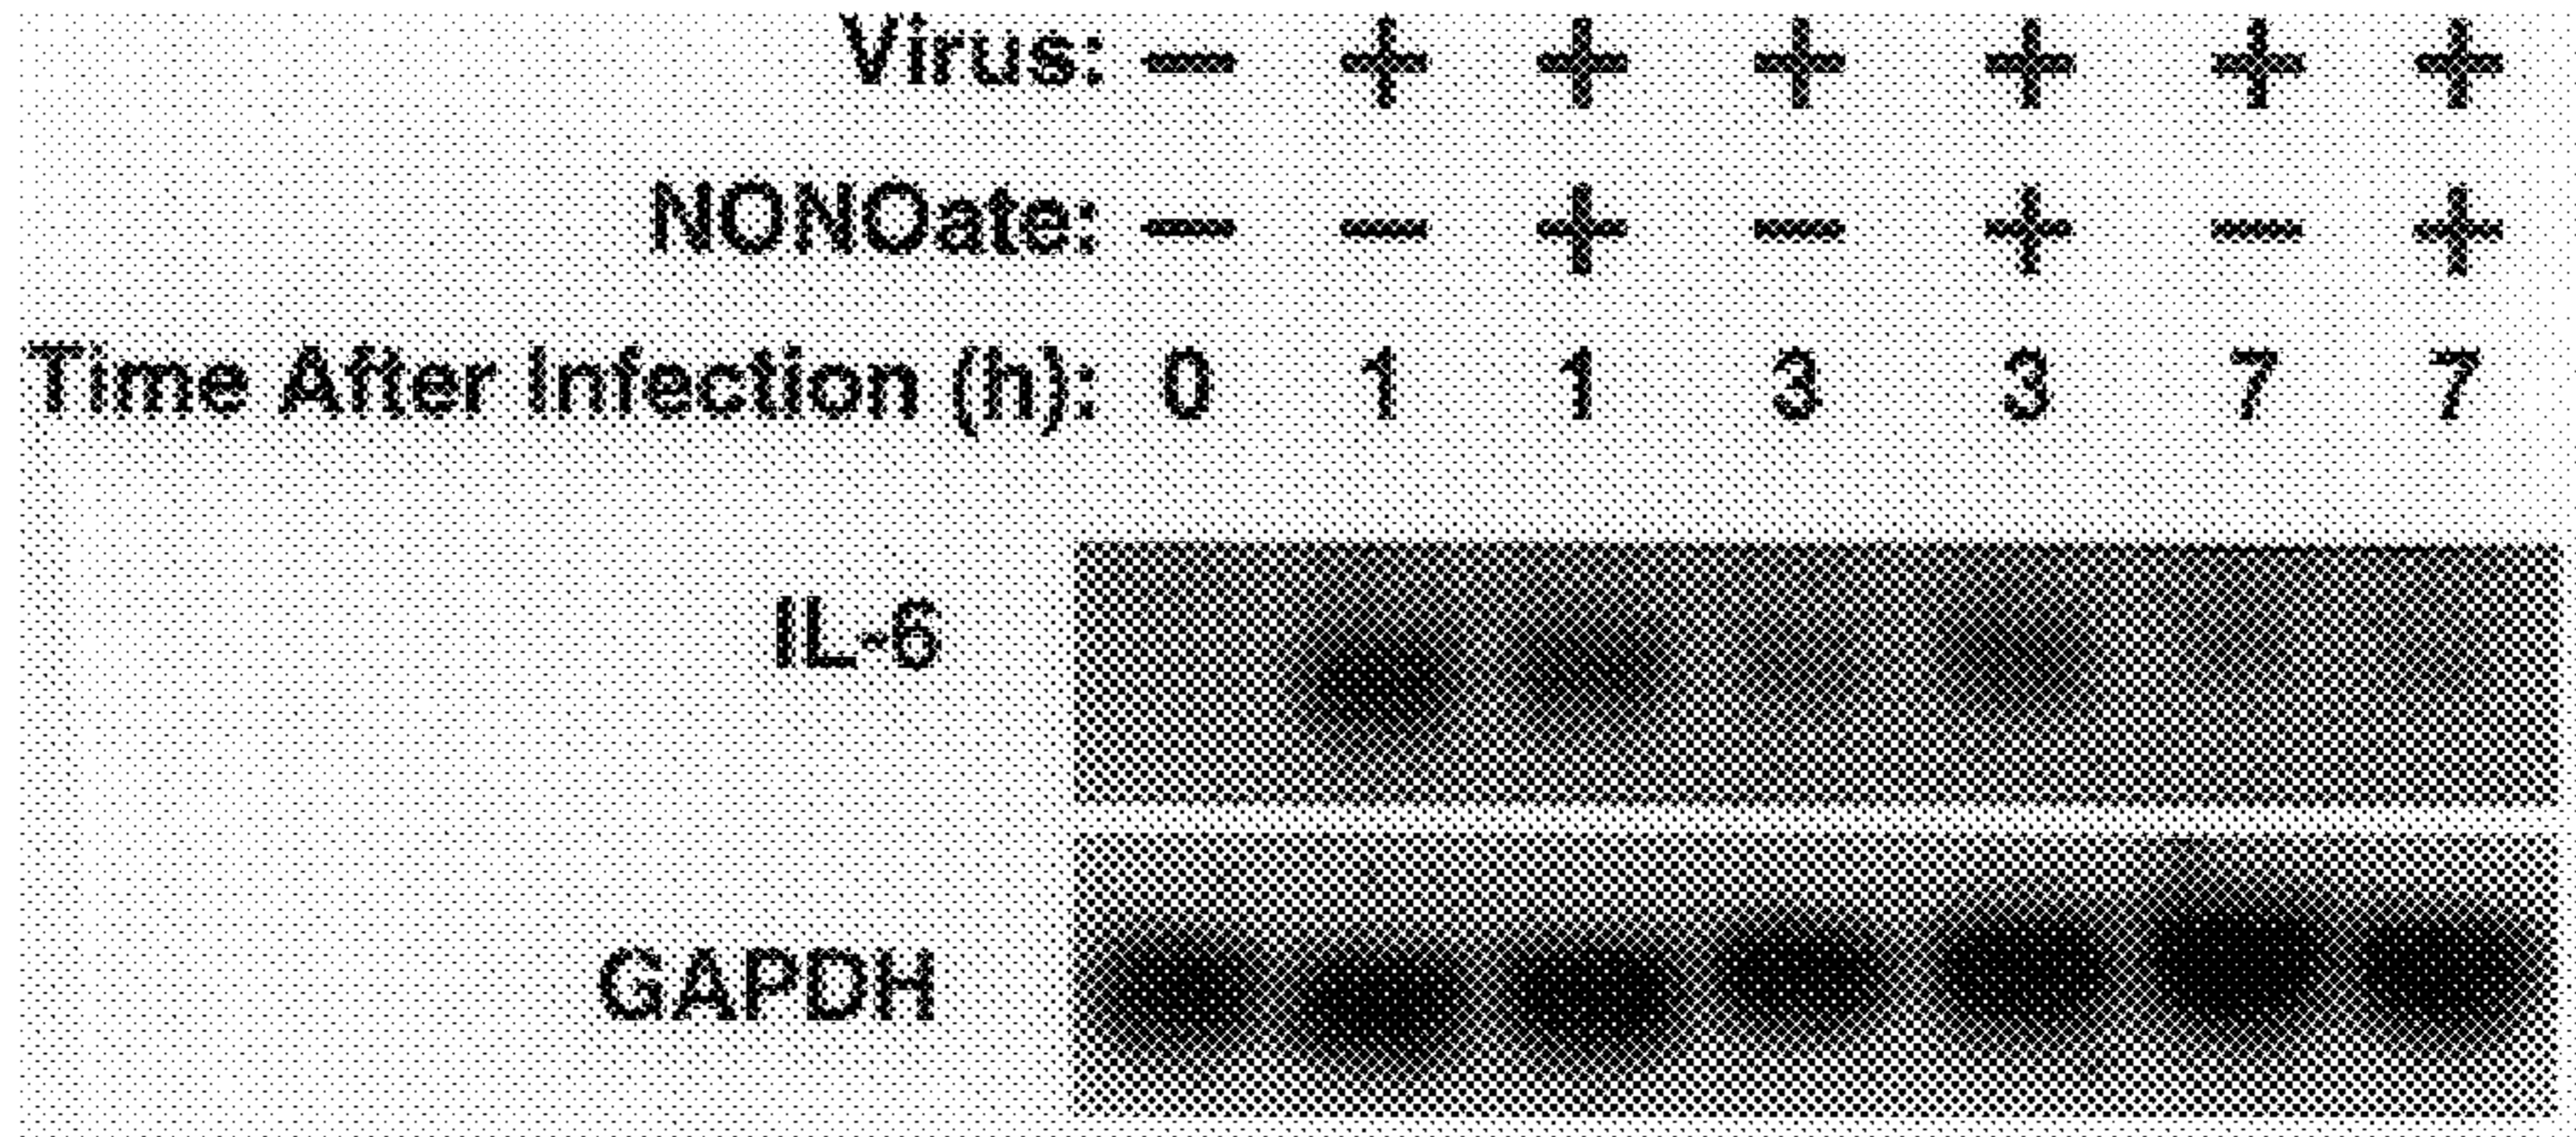 Virus: − + + + + + +
NONOate: − − + − + − +
Time After Infection (h): 0 1 1 3 3 7 7
IL-6
GAPDH